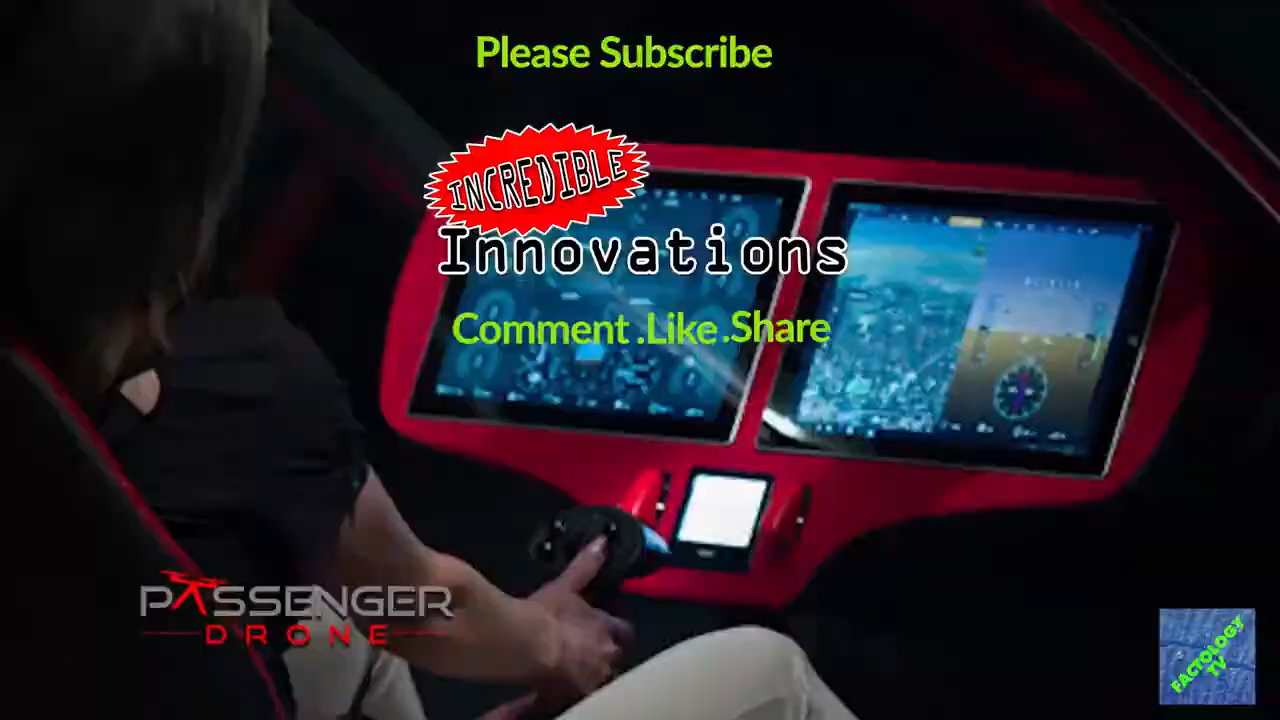 Please Subscribe
INCREDIBLE
Innovations
Comment .Like .Share
PASSENGER
DRONE
FACTOLOGY
TV